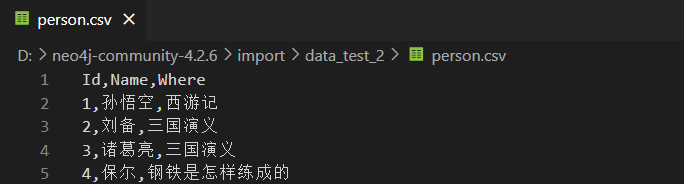 person.csv ×
D: > neo4j-community-4.2.6 > import > data_test_2 > person.csv
1 Id,Name,Where
2 1,孙悟空,西游记
3 2,刘备,三国演义
4 3,诸葛亮,三国演义
5 4,保尔,钢铁是怎样练成的